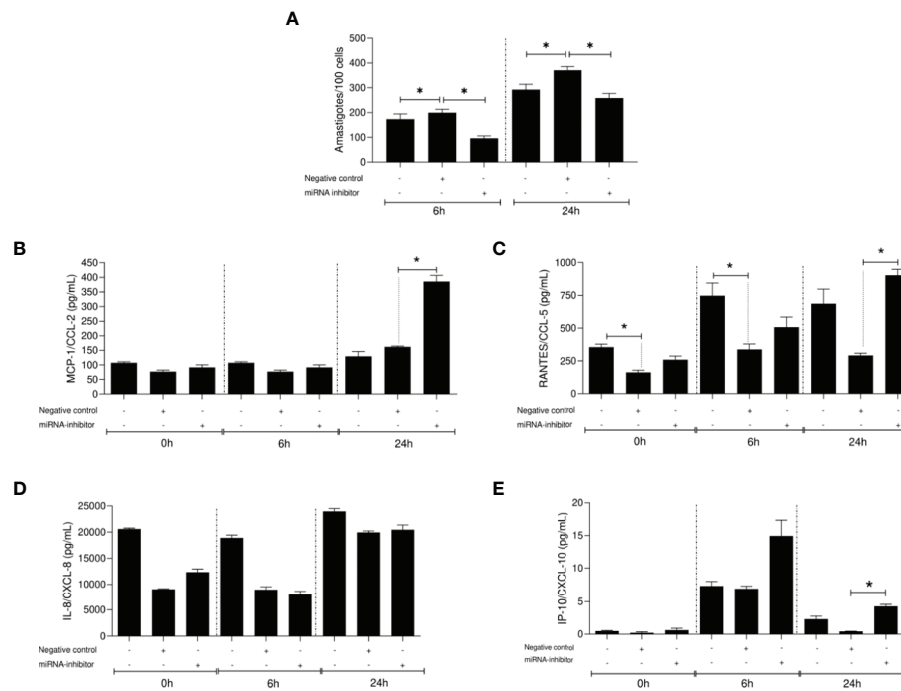 A
Amastigotes/100 cells
500
400
300
200
100
0
* * * *
Negative control - + - - + -
miRNA inhibitor - - + - - +
6h 24h
B
MCP-1/CCL-2 (pg/mL)
450
400
350
300
250
200
150
100
50
0
*
Negative control - + - - + - - + -
miRNA-inhibitor - - + - - + - - +
0h 6h 24h
C
RANTES/CCL-5 (pg/mL)
1000
750
500
250
0
* * *
Negative control - + - - + - - + -
miRNA-inhibitor - - + - - + - - +
0h 6h 24h
D
IL-8/CXCL-8 (pg/mL)
25000
20000
15000
10000
5000
0
Negative control - + - - + - - + -
miRNA-inhibitor - - + - - + - - +
0h 6h 24h
E
IP-10/CXCL-10 (pg/mL)
20
15
10
5
0
*
Negative control - + - - + - - + -
miRNA-inhibitor - - + - - + - - +
0h 6h 24h